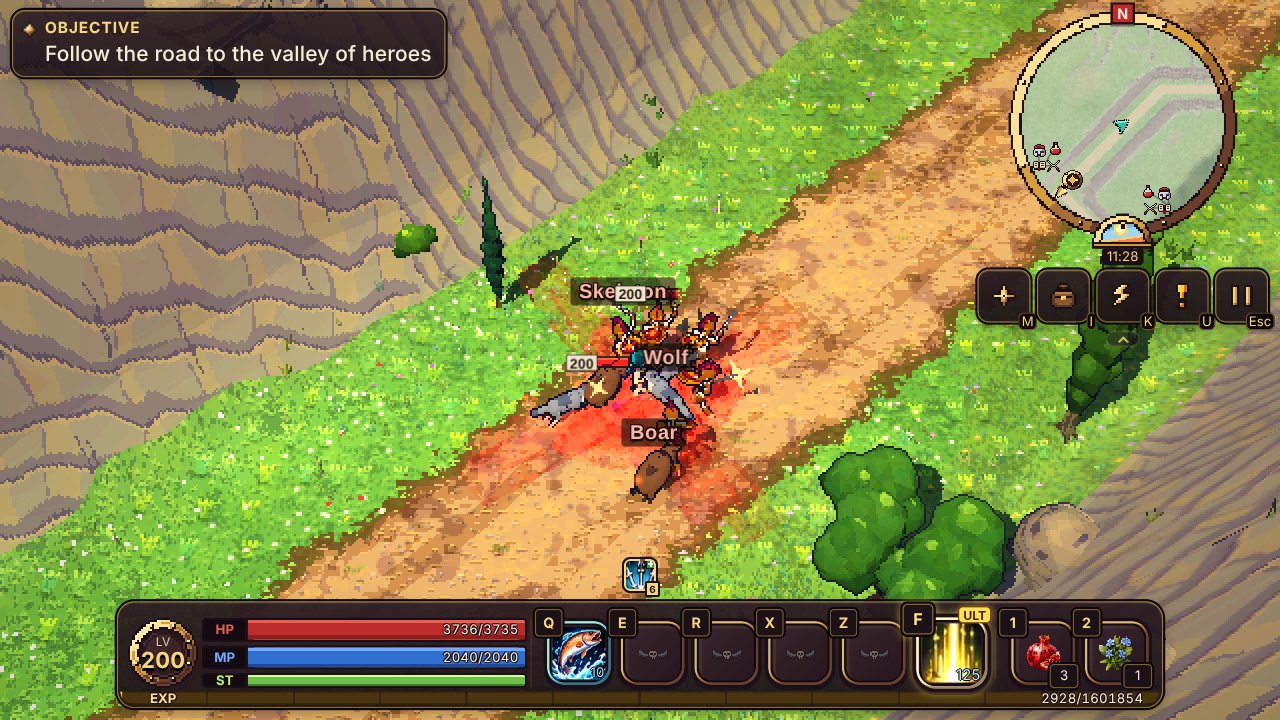 OBJECTIVE
Follow the road to the valley of heroes
N
11:28
M
I
K
U
Esc
200
200
Wolf
Boar
6
LV
200
EXP
HP
3736/3735
MP
2040/2040
ST
Q
10
E
R
X
Z
F
ULT
125
1
3
2
1
2928/1601854